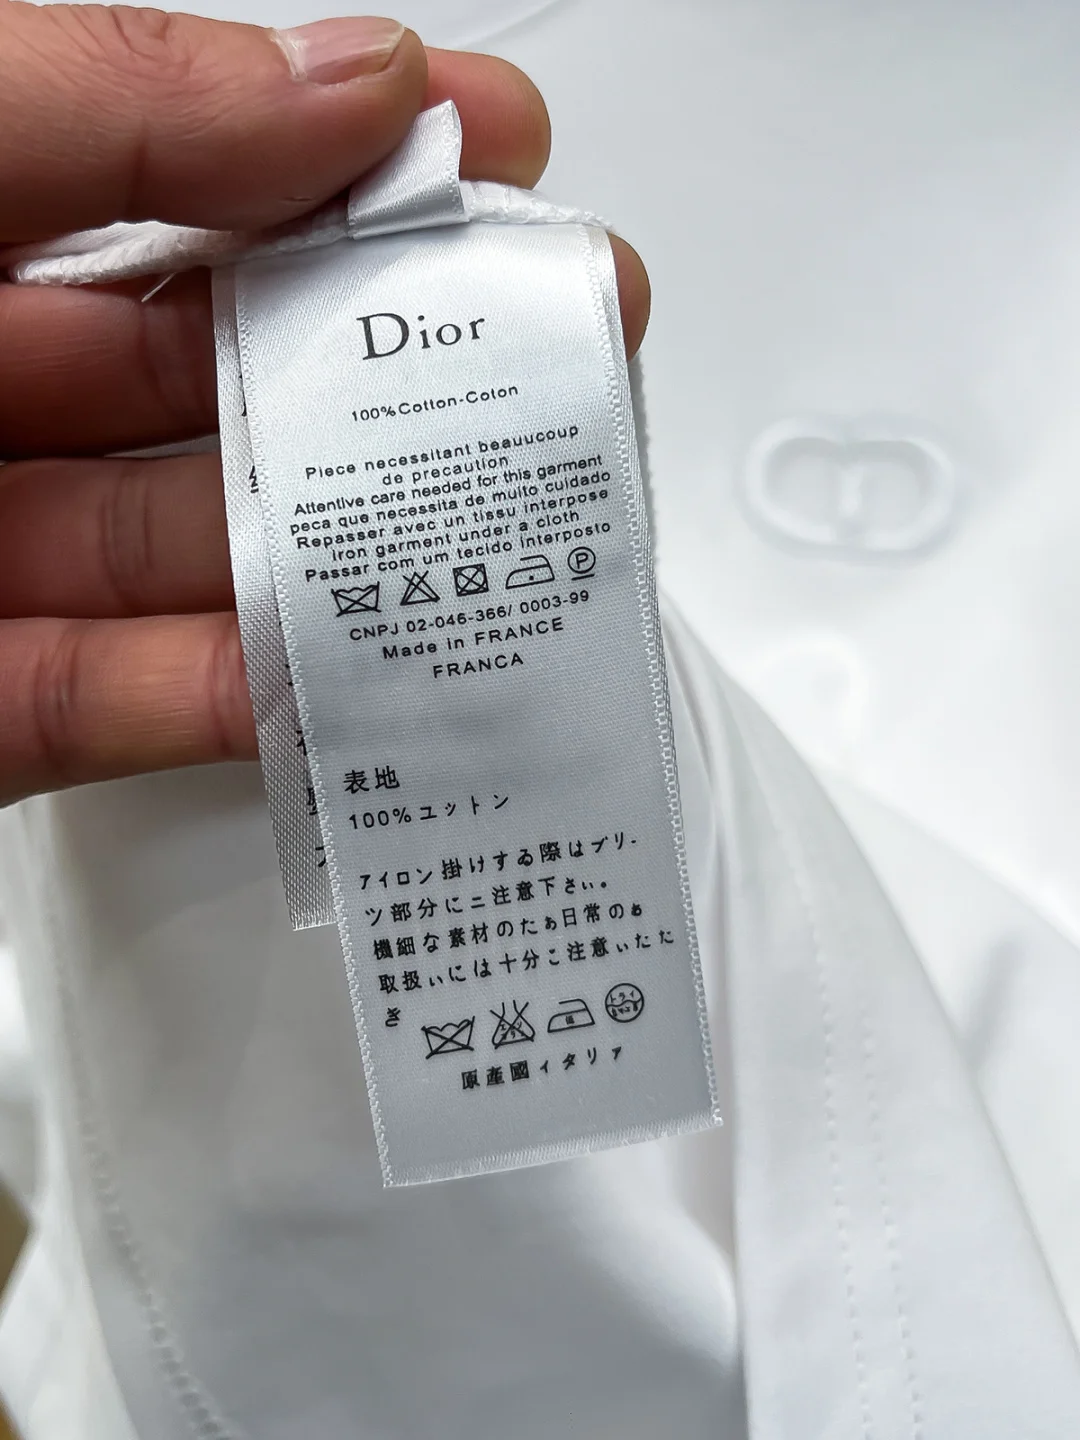 Dior
100%Cotton-Coton
Piece necessitant beauucoup
de precaution
Attentive care needed for this garment
peca que necessita de muito cuidado
Repasser avec un tissu interpose
iron garment under a cloth
Passar com um tecido interposto
P
CNPJ 02-046-366/ 0003-99
Made in FRANCE
FRANCA
表地
100%ユットン
アイロン掛けする際はプリ-
ツ部分にニ注意下さい。
機細な素材のたぁ日常のぉ
取扱ぃには十分こ注意ぃたた
き
原産國イタリァ